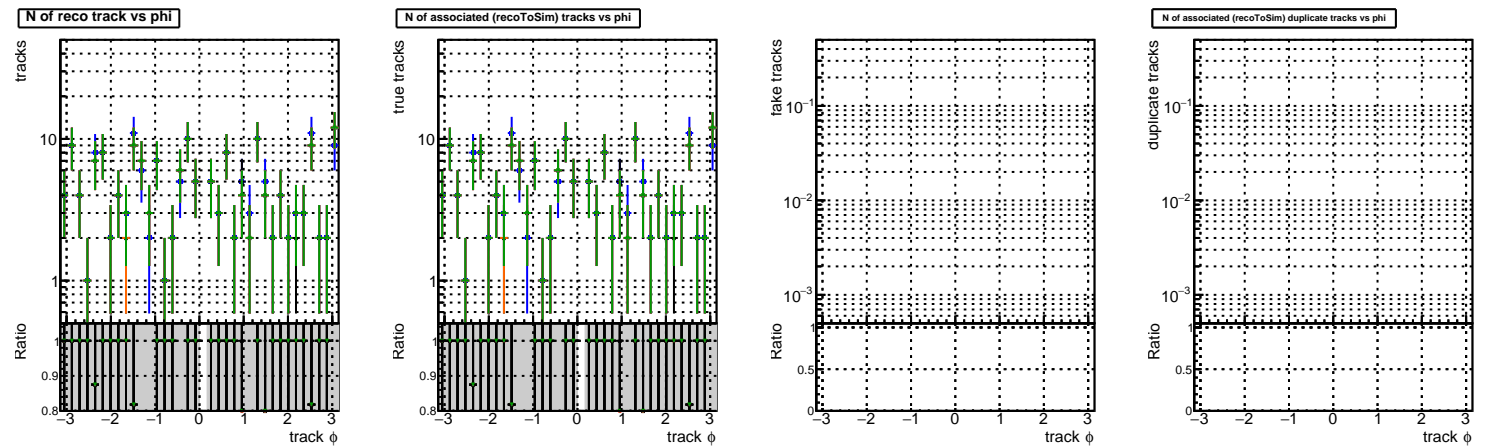 N of reco track vs phi
tracks
10
1
Ratio
1
0.9
0.8
−3 −2 −1 0 1 2 3
track ϕ
N of associated (recoToSim) tracks vs phi
true tracks
10
1
Ratio
1
0.9
0.8
−3 −2 −1 0 1 2 3
track ϕ
fake tracks
10−1
10−2
10−3
Ratio
1
0.5
0
−3 −2 −1 0 1 2 3
track ϕ
N of associated (recoToSim) duplicate tracks vs phi
duplicate tracks
10−1
10−2
10−3
Ratio
1
0.5
0
−3 −2 −1 0 1 2 3
track ϕ